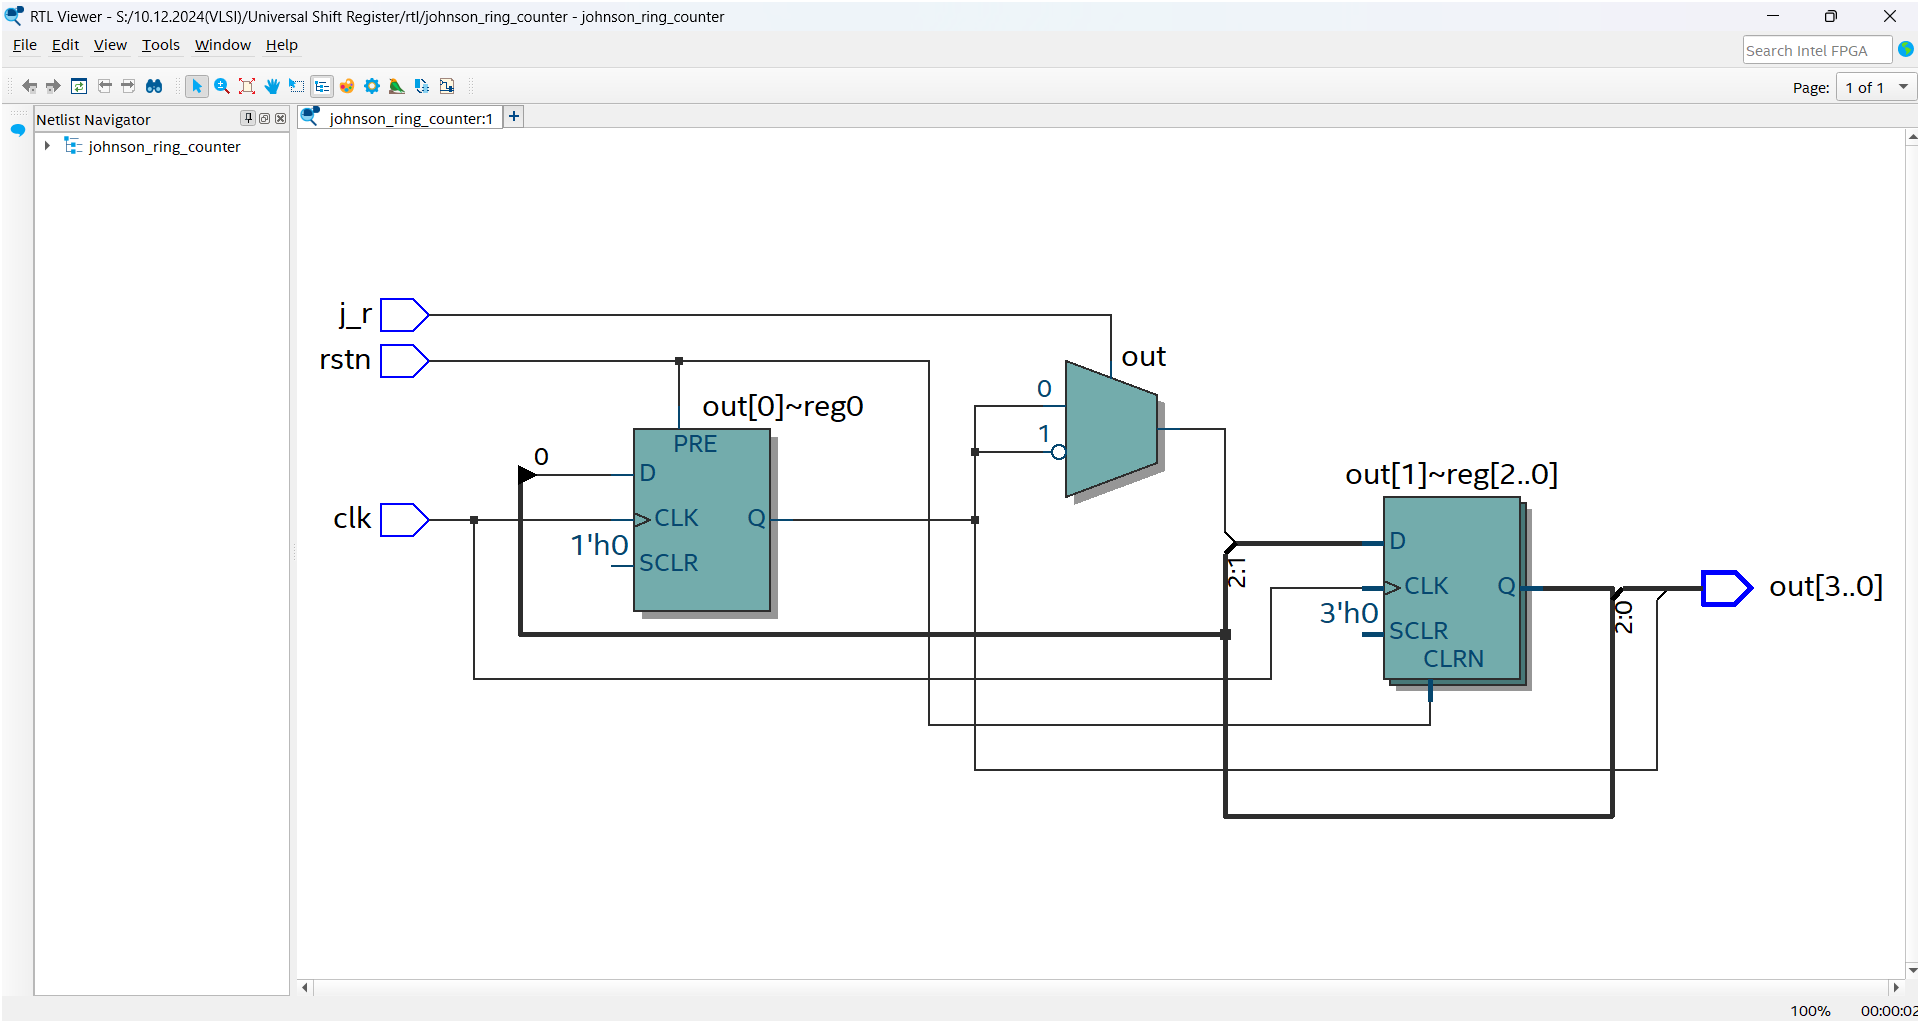 RTL Viewer - S:/10.12.2024(VLSI)/Universal Shift Register/rtl/johnson_ring_counter - johnson_ring_counter
File Edit View Tools Window Help
Search Intel FPGA
Page: 1 of 1
Netlist Navigator
johnson_ring_counter
johnson_ring_counter:1
+
j_r
rstn
out
0
out[0]~reg0
1
PRE
0
D
out[1]~reg[2..0]
clk
CLK
Q
1'h0
SCLR
D
2:1
CLK
Q
out[3..0]
3'h0
2:0
SCLR
CLRN
100% 00:00:02